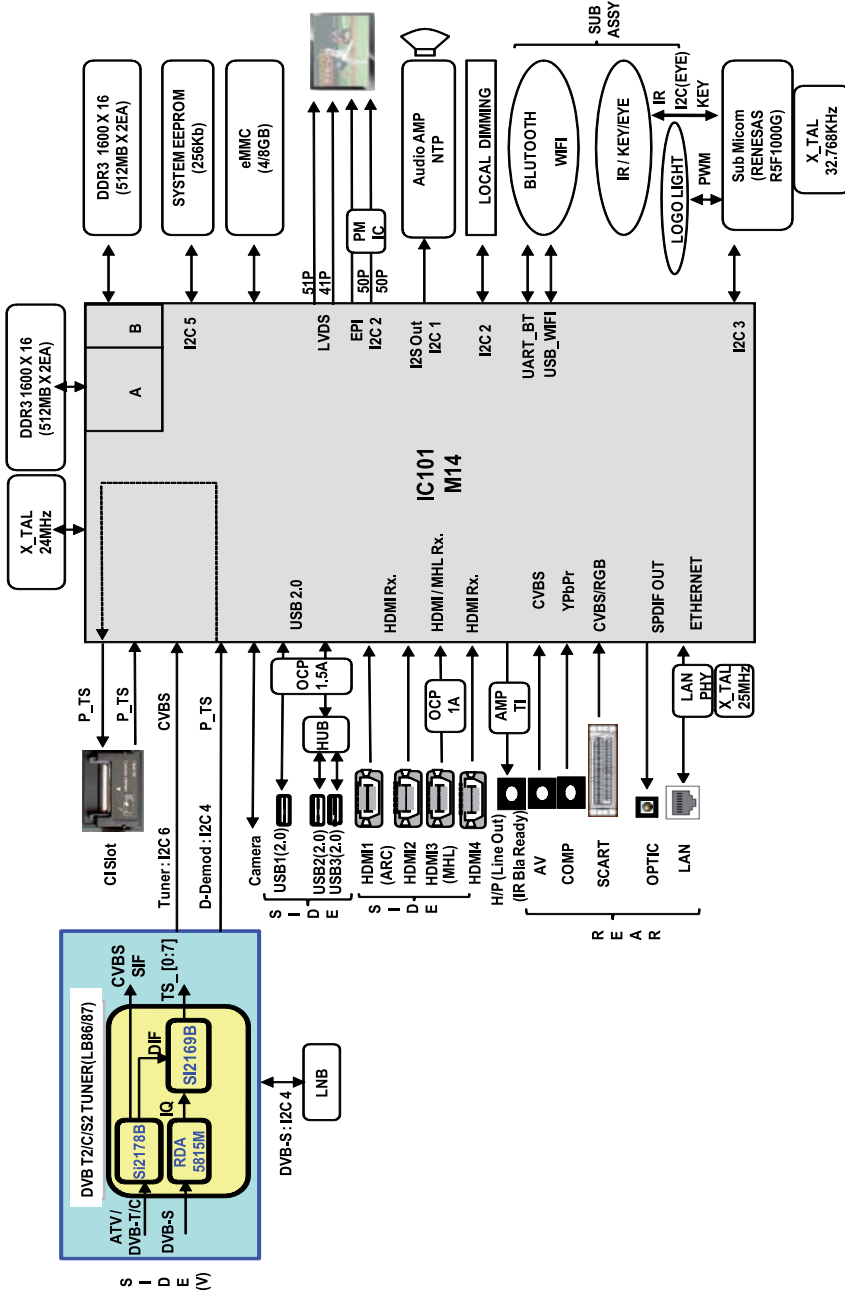 S
I
D
E
(V)
DVB T2/C/S2 TUNER(LB86/87)
ATV /
DVB-T/C
DVB-S
Si2178B
RDA
5815M
IQ
DIF
SI2169B
CVBS
SIF
TS_ [0:7]
DVB-S : I2C 4
LNB
CI Slot
P_TS
P_TS
Tuner : I2C 6
CVBS
D-Demod : I2C 4
P_TS
X_TAL
24MHz
DDR3 1600 X 16
(512MB X 2EA)
A
B
DDR3 1600 X 16
(512MB X 2EA)
I2C 5
SYSTEM EEPROM
(256Kb)
eMMC
(4/8GB)
Camera
S
I
D
E
USB1(2.0)
USB2(2.0)
USB3(2.0)
HUB
OCP
1.5A
USB 2.0
S
I
D
E
HDMI1
(ARC)
HDMI2
HDMI3
(MHL)
HDMI4
OCP
1A
HDMI Rx.
HDMI / MHL Rx.
HDMI Rx.
IC101
M14
LVDS
51P
41P
EPI
I2C 2
50P
50P
PM
IC
I2S Out
I2C 1
Audio AMP
NTP
I2C 2
LOCAL DIMMING
UART_BT
USB_WIFI
BLUTOOTH
WIFI
SUB
ASSY
IR / KEY/EYE
IR
I2C(EYE)
KEY
LOGO LIGHT
PWM
I2C 3
Sub Micom
(RENESAS
R5F1000G)
X_TAL
32.768KHz
R
E
A
R
H/P (Line Out)
(IR Bla Ready)
AMP
TI
AV
CVBS
COMP
YPbPr
SCART
CVBS/RGB
OPTIC
SPDIF OUT
LAN
LAN
PHY
X_TAL
25MHz
ETHERNET